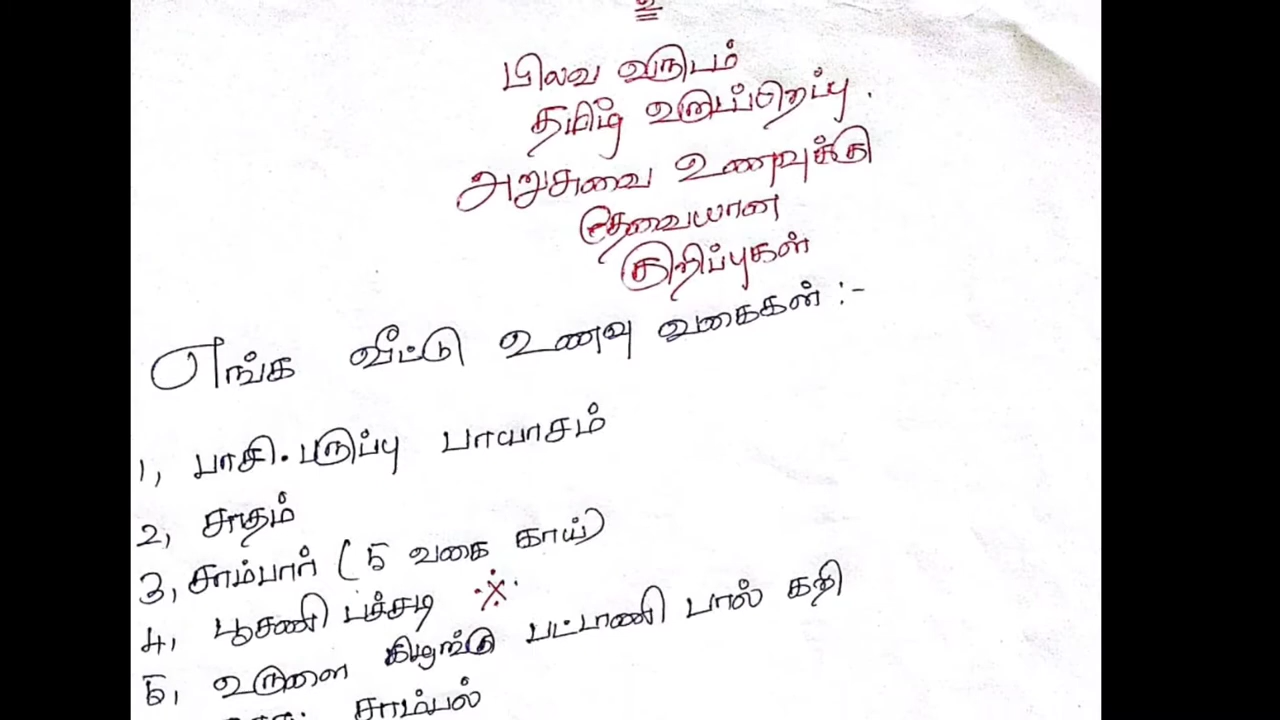 உ
பிலவ வருடம்
தமிழ் வருடப்பிறப்பு .
அறுசுவை உணவுக்கு
தேவையான
குறிப்புகள்
எங்க வீட்டு உணவு வகைகள் :-
1, பாசி.பருப்பு பாயாசம்
2, சாதம்
3, சாம்பார் ( 5 வகை காய்)
4, பூசணி பச்சடி ※
5, உருளை கிழங்கு பட்டாணி பால் கறி
சாம்பல்